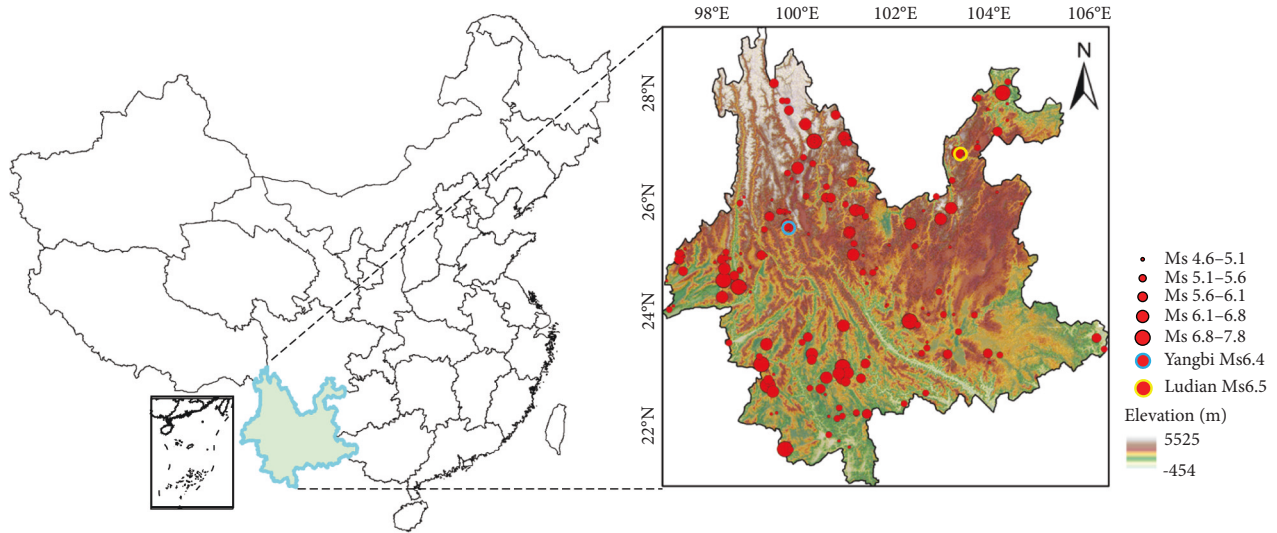 98°E 100°E 102°E 104°E 106°E
28°N
26°N
24°N
22°N
N
Ms 4.6–5.1
Ms 5.1–5.6
Ms 5.6–6.1
Ms 6.1–6.8
Ms 6.8–7.8
Yangbi Ms6.4
Ludian Ms6.5
Elevation (m)
5525
-454